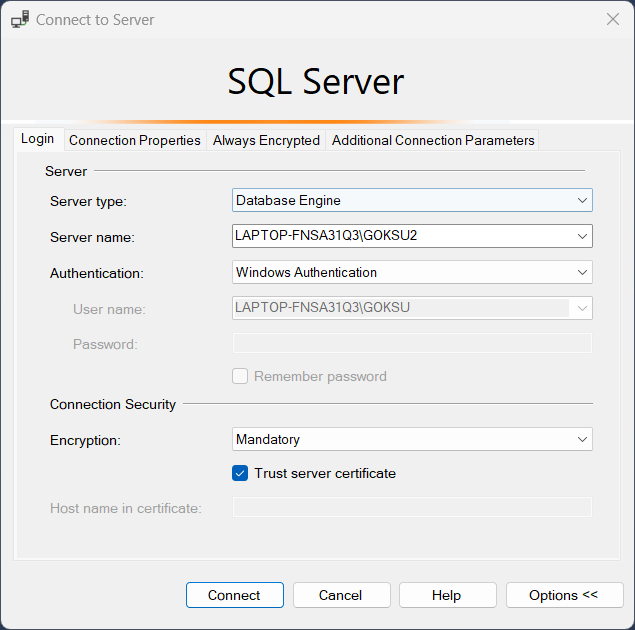 Connect to Server
SQL Server
Login Connection Properties Always Encrypted Additional Connection Parameters
Server
Server type: Database Engine
Server name: LAPTOP-FNSA31Q3\GOKSU2
Authentication: Windows Authentication
User name: LAPTOP-FNSA31Q3\GOKSU
Password:
Remember password
Connection Security
Encryption: Mandatory
Trust server certificate
Host name in certificate:
Connect Cancel Help Options <<